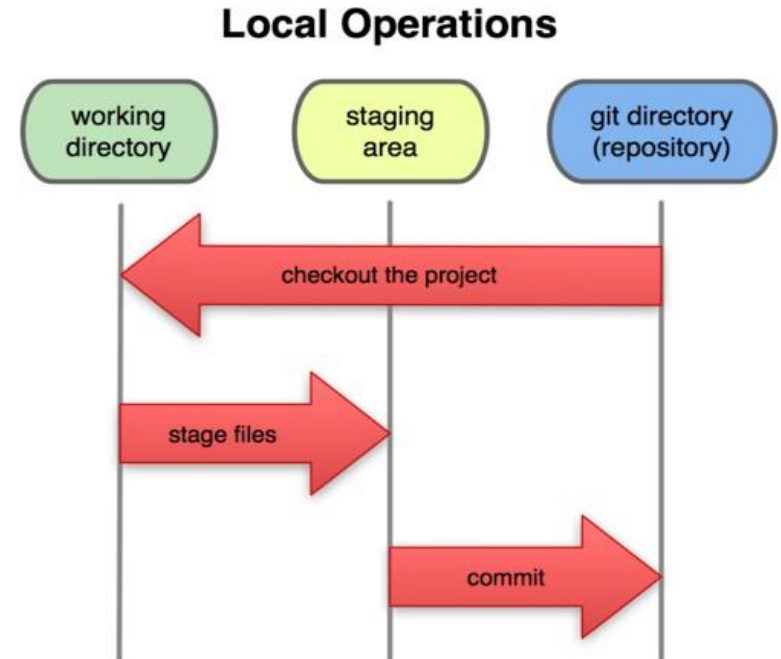 Local Operations
working
directory
staging
area
git directory
(repository)
checkout the project
stage files
commit